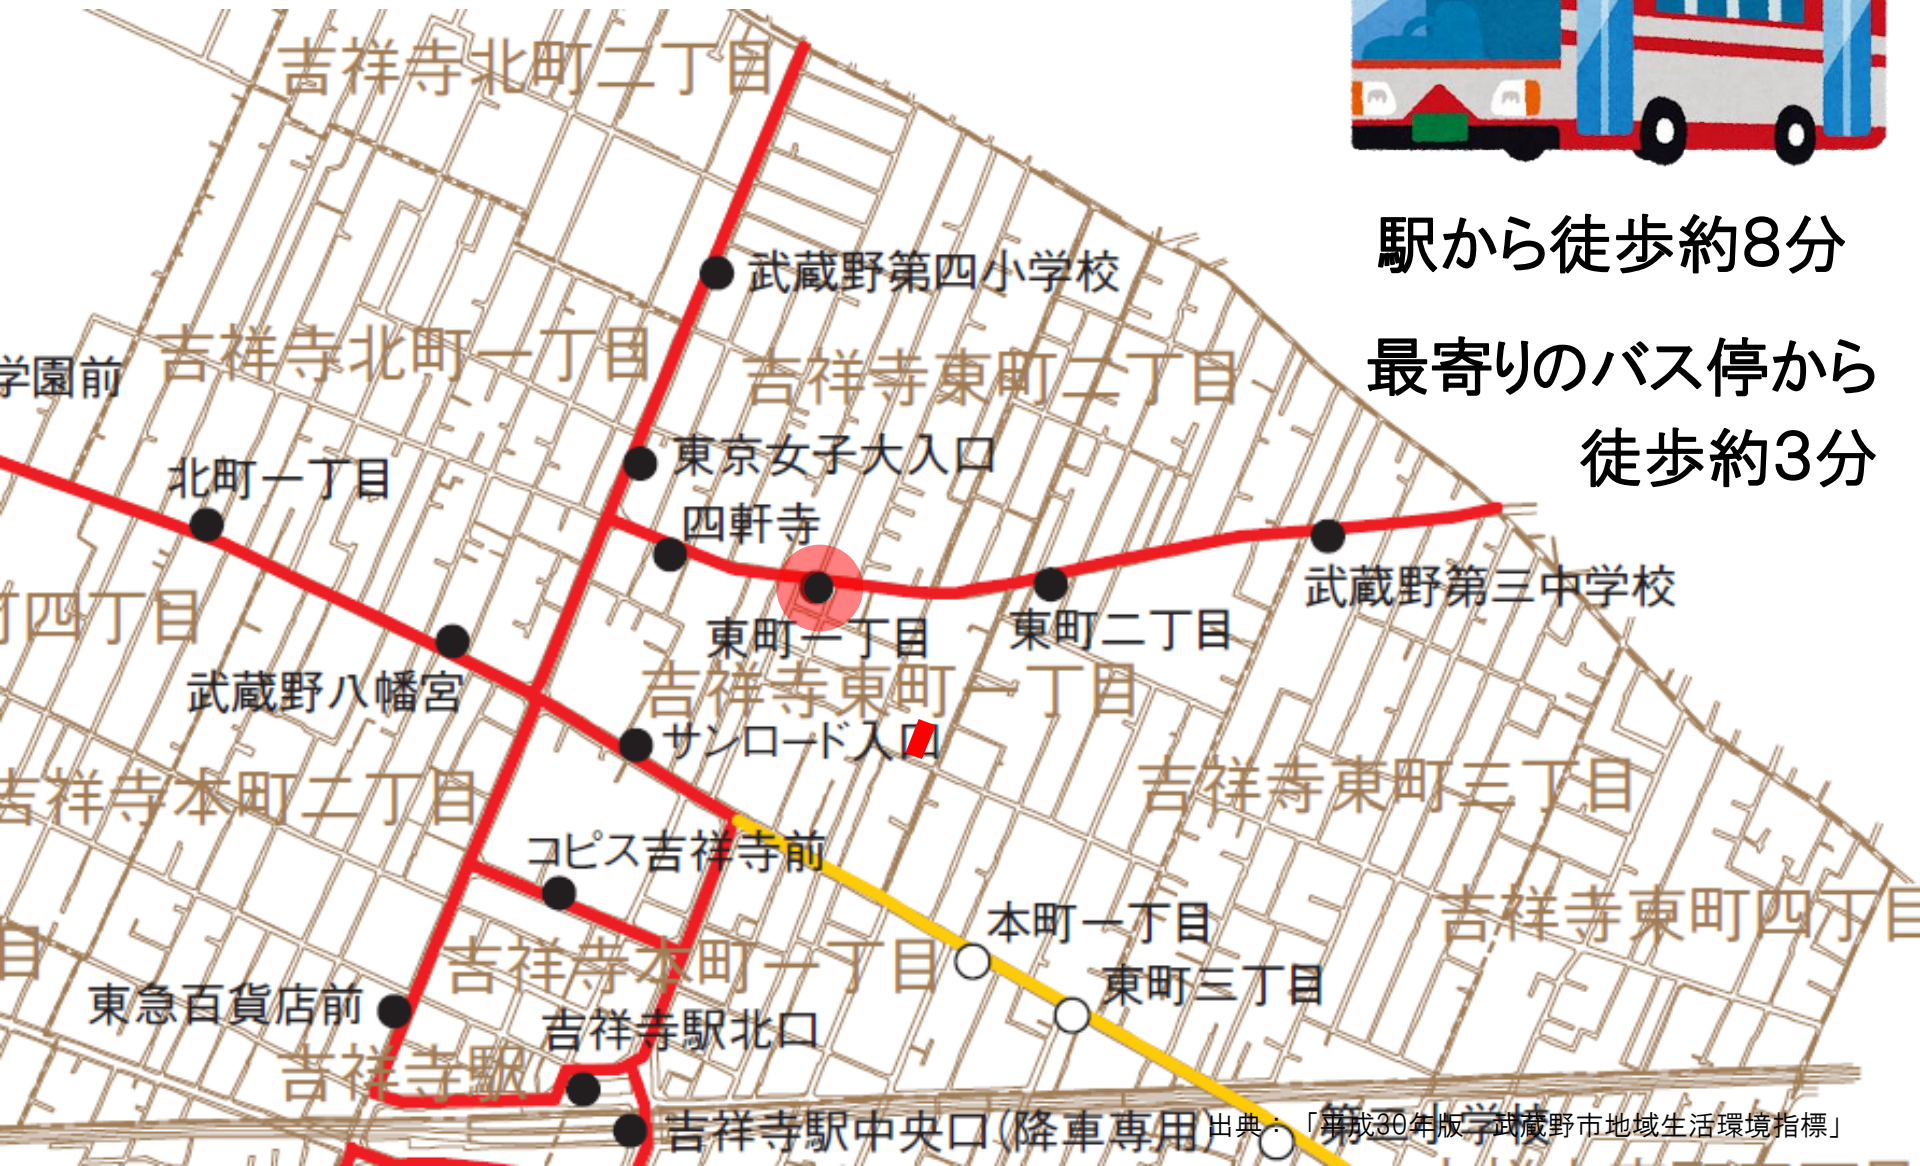 吉祥寺北町二丁目
駅から徒歩約8分
武蔵野第四小学校
吉祥寺北町一丁目
吉祥寺東町二丁目
最寄りのバス停から
学園前
徒歩約3分
東京女子大入口
北町一丁目
四軒寺
武蔵野第三中学校
町四丁目
東町一丁目
東町二丁目
武蔵野八幡宮
吉祥寺東町一丁目
サンロード入口
吉祥寺本町二丁目
吉祥寺東町三丁目
コピス吉祥寺前
本町一丁目
吉祥寺東町四丁目
目
吉祥寺本町一丁目
東町三丁目
東急百貨店前
吉祥寺駅北口
吉祥寺駅
吉祥寺駅中央口(降車専用)
第三小学校
出典：「平成30年版　武蔵野市地域生活環境指標」